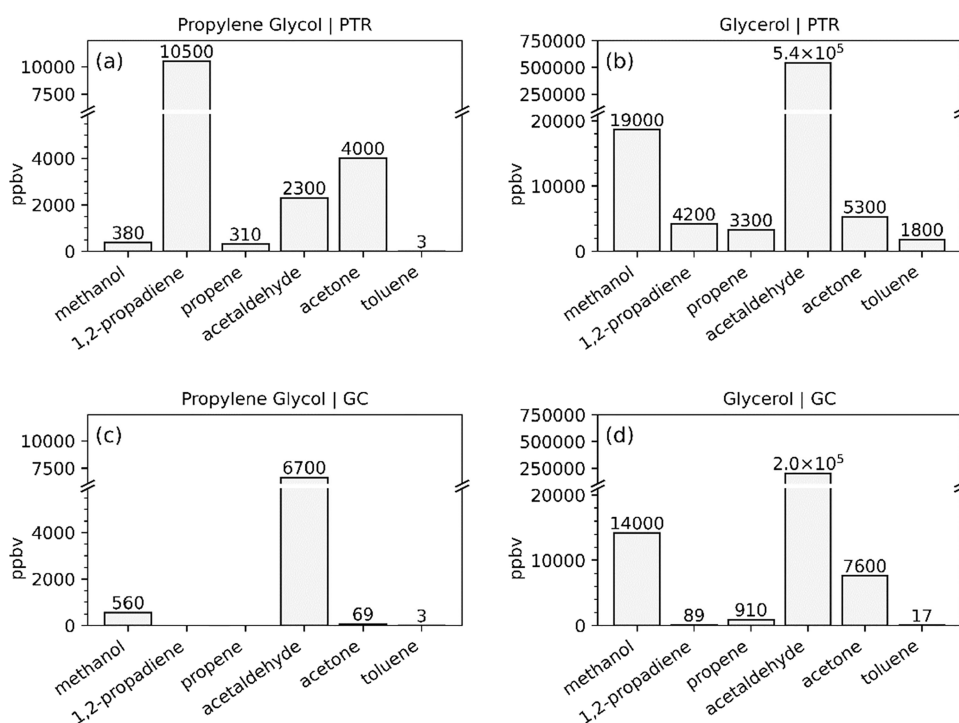 Propylene Glycol | PTR
(a)
10000
7500
4000
2000
0
ppbv
380
10500
310
2300
4000
3
methanol
1,2-propadiene
propene
acetaldehyde
acetone
toluene
Glycerol | PTR
(b)
750000
500000
250000
20000
10000
0
ppbv
19000
4200
3300
5.4×10⁵
5300
1800
methanol
1,2-propadiene
propene
acetaldehyde
acetone
toluene
Propylene Glycol | GC
(c)
10000
7500
4000
2000
0
ppbv
560
6700
69
3
methanol
1,2-propadiene
propene
acetaldehyde
acetone
toluene
Glycerol | GC
(d)
750000
500000
250000
20000
10000
0
ppbv
14000
89
910
2.0×10⁵
7600
17
methanol
1,2-propadiene
propene
acetaldehyde
acetone
toluene